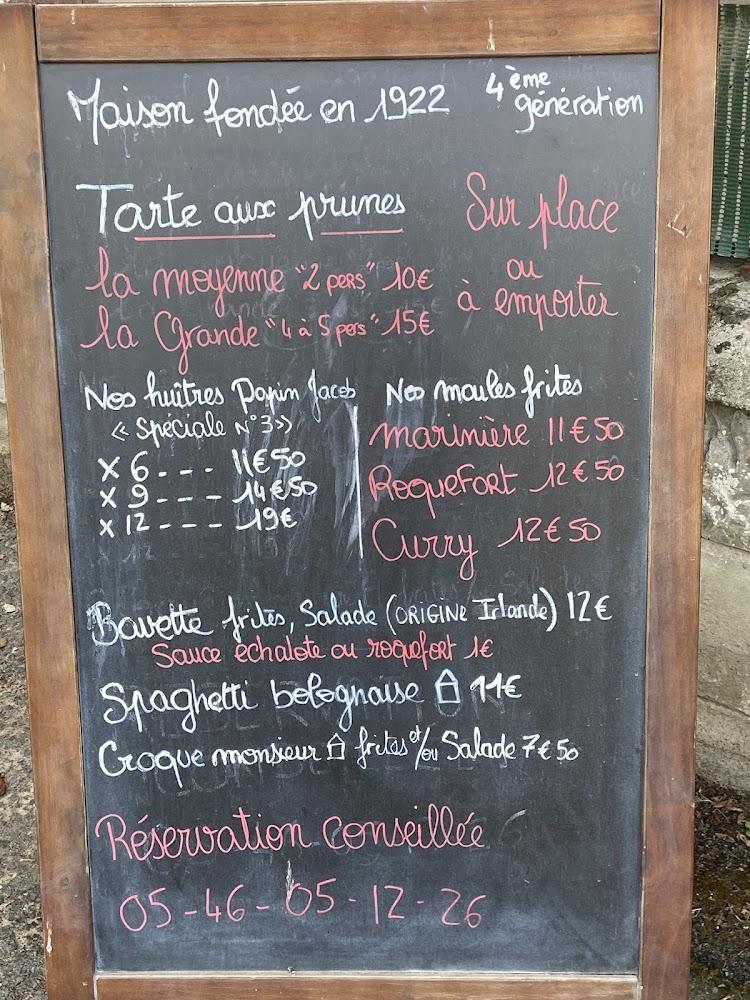 Maison fondée en 1922 4ème génération
Tarte aux prunes
la moyenne "2 pers" 10€
la Grande "4 à 5 pers" 15€
Sur place
ou
à emporter
Nos huîtres Papin Jacob
« Spéciale N°3 »
x 6 --- 11€50
x 9 --- 14€50
x 12 --- 19€
Nos moules frites
marinière 11€50
Roquefort 12€50
Curry 12€50
Bavette frites, Salade (ORIGINE Irlande) 12€
Sauce echalote ou roquefort 1€
Spaghetti bolognaise 11€
Croque monsieur frites et/ou Salade 7€50
Réservation conseillée
05-46-05-12-26